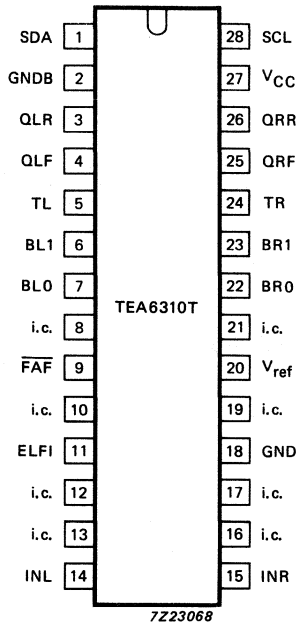 SDA 1 28 SCL
GNDB 2 27 VCC
QLR 3 26 QRR
QLF 4 25 QRF
TL 5 24 TR
BL1 6 23 BR1
BL0 7 22 BR0
TEA6310T
i.c. 8 21 i.c.
FAF 9 20 Vref
i.c. 10 19 i.c.
ELFI 11 18 GND
i.c. 12 17 i.c.
i.c. 13 16 i.c.
INL 14 15 INR
7Z23068